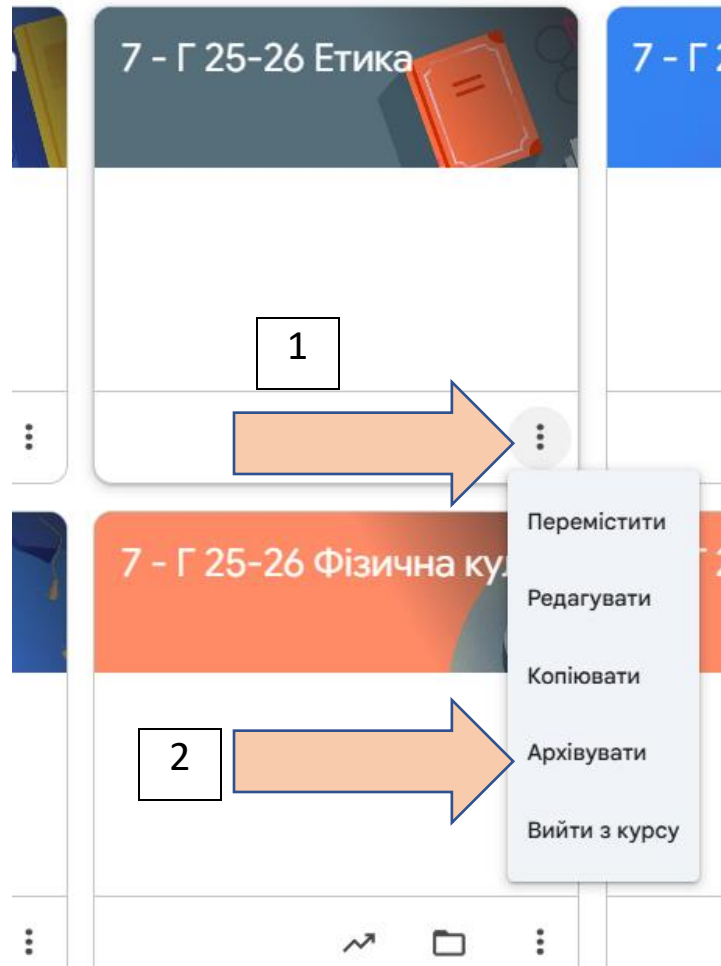 7 - Г 25-26 Етика
7 - Г 2
1
Перемістити
7 - Г 25-26 Фізична ку
Редагувати
Копіювати
2
Архівувати
Вийти з курсу